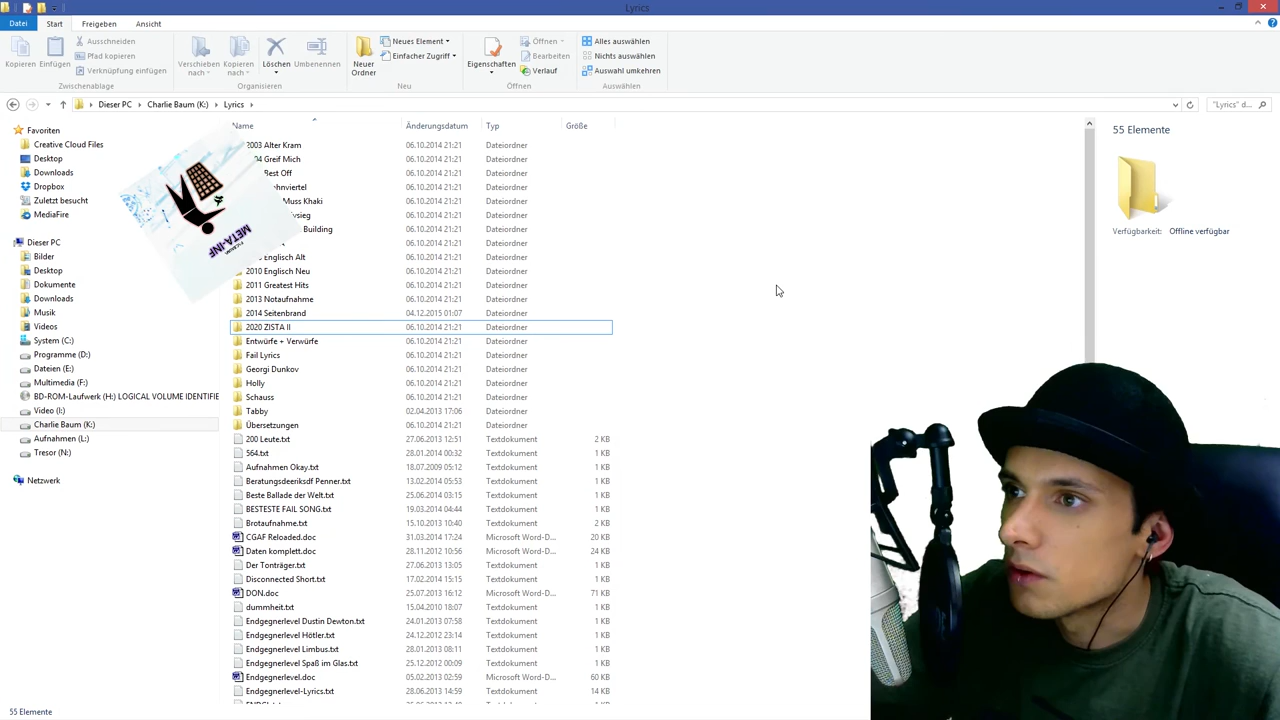 Lyrics
Datei Start Freigeben Ansicht
Kopieren Einfügen Ausschneiden Pfad kopieren Verknüpfung einfügen
Zwischenablage
Verschieben nach Kopieren nach Löschen Umbenennen
Organisieren
Neuer Ordner Neues Element Einfacher Zugriff
Neu
Eigenschaften Öffnen Bearbeiten Verlauf
Öffnen
Alles auswählen Nichts auswählen Auswahl umkehren
Auswählen
Dieser PC Charlie Baum (K:) Lyrics
"Lyrics" d...
Favoriten
Creative Cloud Files
Desktop
Downloads
Dropbox
Zuletzt besucht
MediaFire
Dieser PC
Bilder
Desktop
Dokumente
Downloads
Musik
Videos
System (C:)
Programme (D:)
Dateien (E:)
Multimedia (F:)
BD-ROM-Laufwerk (H:) LOGICAL VOLUME IDENTIFIE
Video (I:)
Charlie Baum (K:)
Aufnahmen (L:)
Tresor (N:)
Netzwerk
META-INF
Name Änderungsdatum Typ Größe
2003 Alter Kram 06.10.2014 21:21 Dateiordner
04 Greif Mich 06.10.2014 21:21 Dateiordner
Best Off 06.10.2014 21:21 Dateiordner
hnviertel 06.10.2014 21:21 Dateiordner
Muss Khaki 06.10.2014 21:21 Dateiordner
ysieg 06.10.2014 21:21 Dateiordner
Building 06.10.2014 21:21 Dateiordner
06.10.2014 21:21 Dateiordner
Englisch Alt 06.10.2014 21:21 Dateiordner
2010 Englisch Neu 06.10.2014 21:21 Dateiordner
2011 Greatest Hits 06.10.2014 21:21 Dateiordner
2013 Notaufnahme 06.10.2014 21:21 Dateiordner
2014 Seitenbrand 04.12.2015 01:07 Dateiordner
2020 ZISTA II 06.10.2014 21:21 Dateiordner
Entwürfe + Verwürfe 06.10.2014 21:21 Dateiordner
Fail Lyrics 06.10.2014 21:21 Dateiordner
Georgi Dunkov 06.10.2014 21:21 Dateiordner
Holly 06.10.2014 21:21 Dateiordner
Schauss 06.10.2014 21:21 Dateiordner
Tabby 02.04.2013 17:06 Dateiordner
Übersetzungen 06.10.2014 21:21 Dateiordner
200 Leute.txt 27.06.2013 12:51 Textdokument 2 KB
564.txt 28.01.2014 00:32 Textdokument 1 KB
Aufnahmen Okay.txt 18.07.2009 05:12 Textdokument 1 KB
Beratungsdeeriksdf Penner.txt 13.02.2014 05:53 Textdokument 1 KB
Beste Ballade der Welt.txt 25.06.2014 03:15 Textdokument 1 KB
BESTESTE FAIL SONG.txt 19.03.2014 04:44 Textdokument 1 KB
Brotaufnahme.txt 15.10.2013 10:40 Textdokument 2 KB
CGAF Reloaded.doc 31.03.2014 17:24 Microsoft Word-D... 20 KB
Daten komplett.doc 28.11.2012 10:56 Microsoft Word-D... 24 KB
Der Tonträger.txt 27.06.2013 13:05 Textdokument 1 KB
Disconnected Short.txt 17.02.2014 15:15 Textdokument 1 KB
DON.doc 25.07.2013 16:12 Microsoft Word-D... 71 KB
dummheit.txt 15.04.2010 18:07 Textdokument 1 KB
Endgegnerlevel Dustin Dewton.txt 24.01.2013 07:58 Textdokument 1 KB
Endgegnerlevel Hötler.txt 24.12.2012 23:14 Textdokument 1 KB
Endgegnerlevel Limbus.txt 28.01.2013 08:11 Textdokument 1 KB
Endgegnerlevel Spaß im Glas.txt 25.12.2012 00:09 Textdokument 1 KB
Endgegnerlevel.doc 05.02.2013 02:59 Microsoft Word-D... 60 KB
Endgegnerlevel-Lyrics.txt 28.06.2013 14:59 Textdokument 14 KB
55 Elemente
Verfügbarkeit: Offline verfügbar
55 Elemente